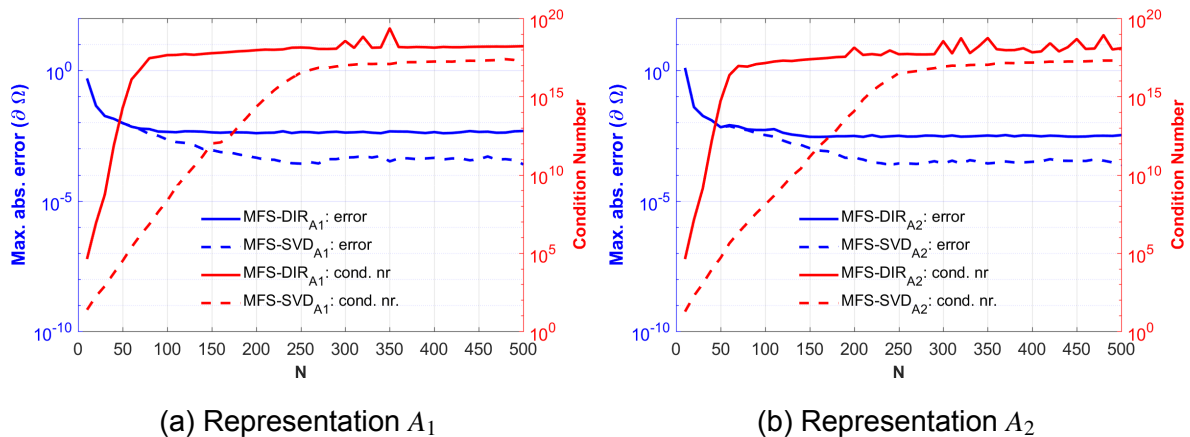 Max. abs. error (∂ Ω)
10^0
10^-5
10^-10
10^20
10^15
10^10
10^5
10^0
Condition Number
MFS-DIR_A1: error
MFS-SVD_A1: error
MFS-DIR_A1: cond. nr
MFS-SVD_A1: cond. nr.
0 50 100 150 200 250 300 350 400 450 500
N
(a) Representation A_1
Max. abs. error (∂ Ω)
10^0
10^-5
10^-10
10^20
10^15
10^10
10^5
10^0
Condition Number
MFS-DIR_A2: error
MFS-SVD_A2: error
MFS-DIR_A2: cond. nr
MFS-SVD_A2: cond. nr.
0 50 100 150 200 250 300 350 400 450 500
N
(b) Representation A_2